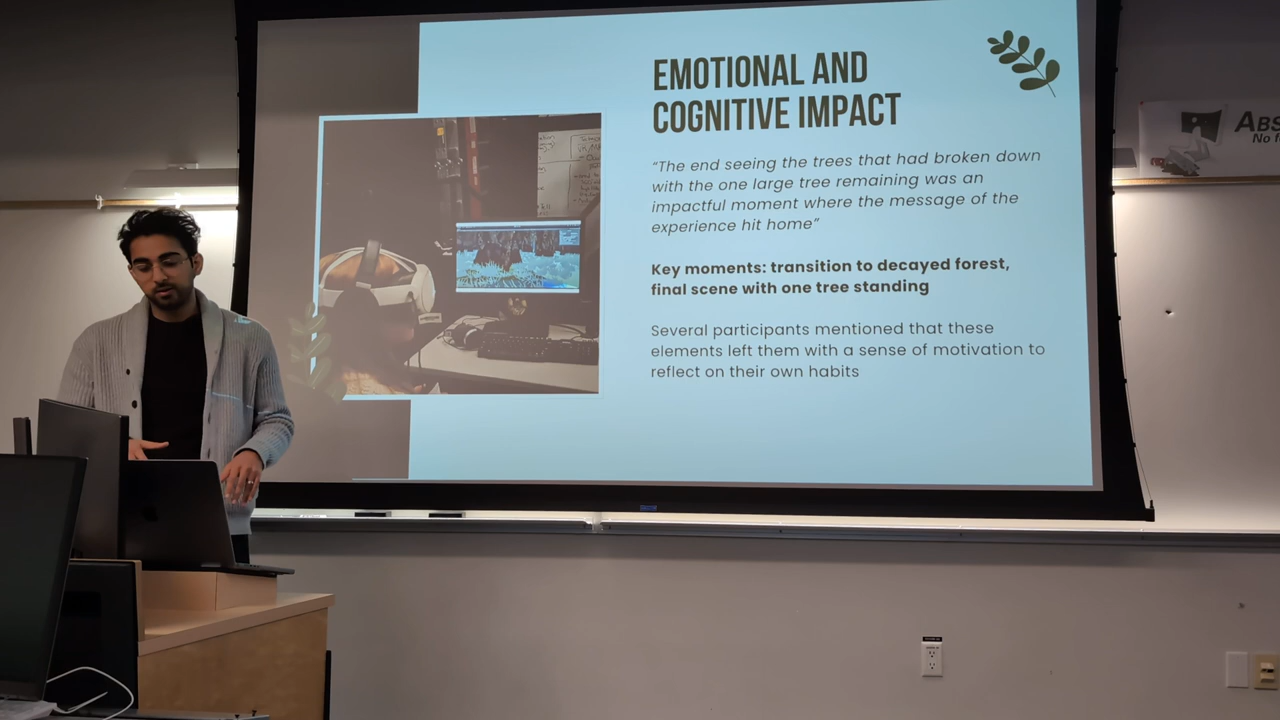 EMOTIONAL AND
COGNITIVE IMPACT
“The end seeing the trees that had broken down
with the one large tree remaining was an
impactful moment where the message of the
experience hit home”
Key moments: transition to decayed forest,
final scene with one tree standing
Several participants mentioned that these
elements left them with a sense of motivation to
reflect on their own habits
No f